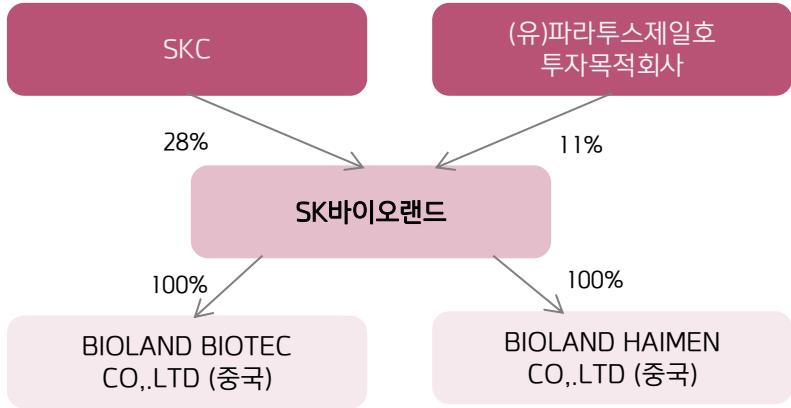 SKC
(유)파라투스제일호
투자목적회사
28%
11%
SK바이오랜드
100%
100%
BIOLAND BIOTEC
CO,.LTD (중국)
BIOLAND HAIMEN
CO,.LTD (중국)